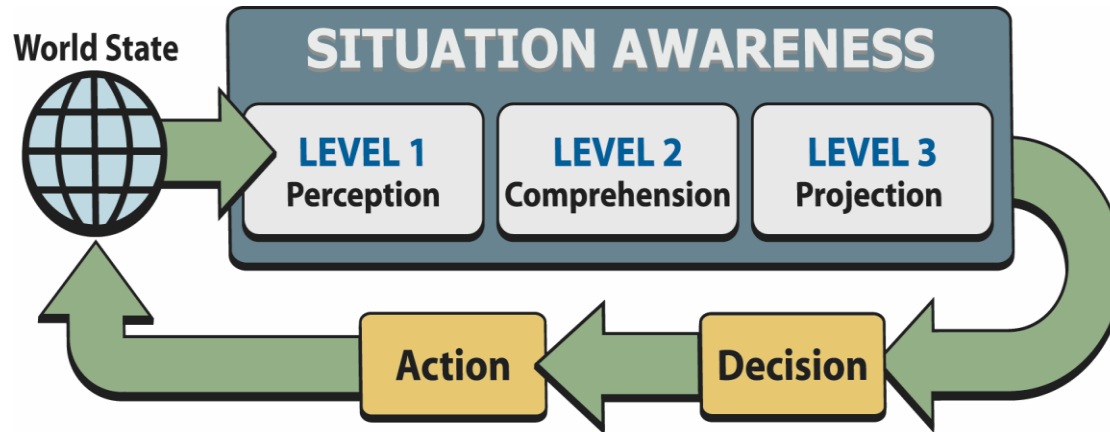 World State
SITUATION AWARENESS
LEVEL 1
Perception
LEVEL 2
Comprehension
LEVEL 3
Projection
Action
Decision